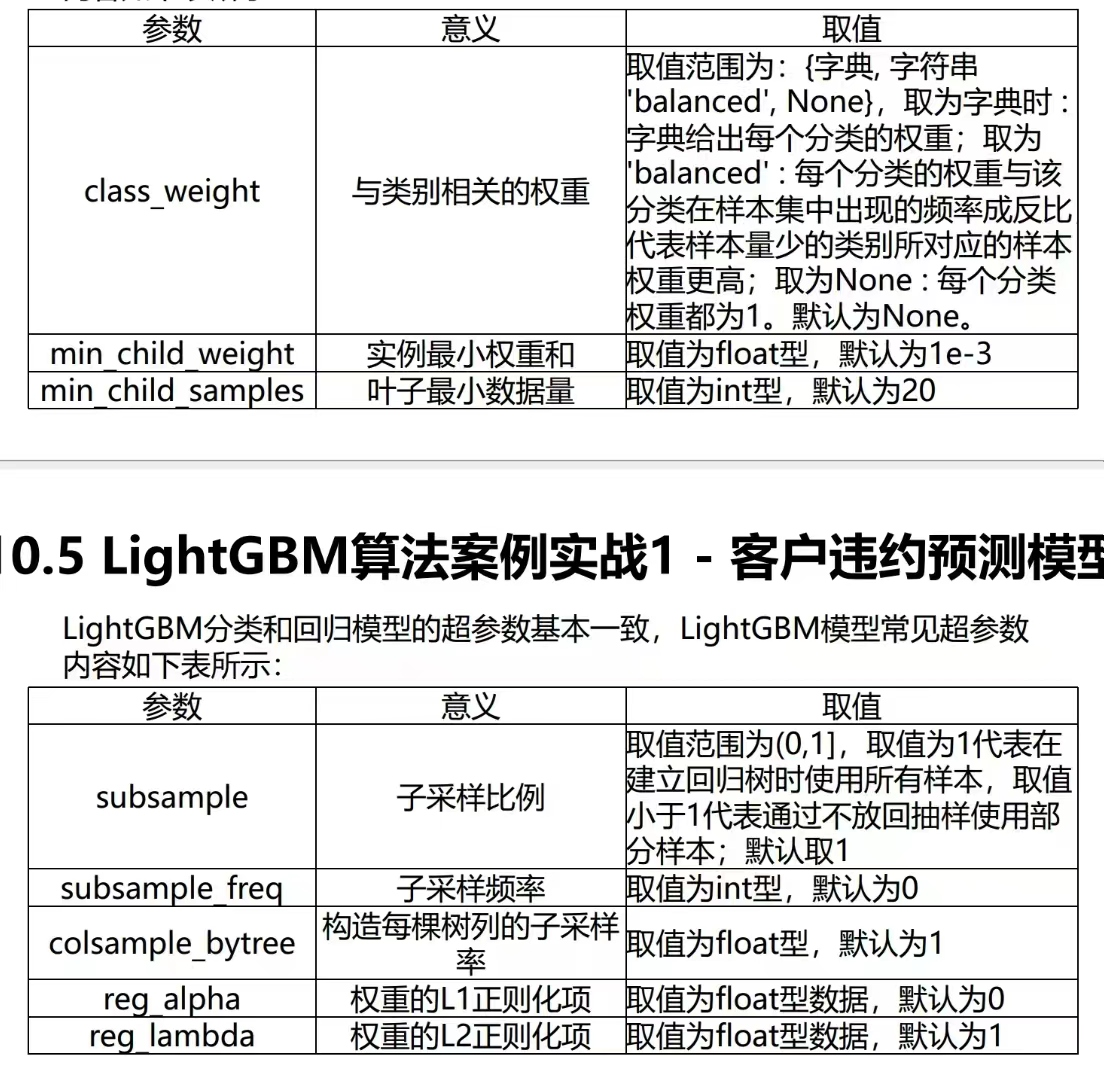 参数 意义 取值
class_weight 与类别相关的权重 取值范围为：{字典, 字符串
'balanced', None}，取为字典时：
字典给出每个分类的权重；取为
'balanced'：每个分类的权重与该
分类在样本集中出现的频率成反比
代表样本量少的类别所对应的样本
权重更高；取为None：每个分类
权重都为1。默认为None。
min_child_weight 实例最小权重和 取值为float型，默认为1e-3
min_child_samples 叶子最小数据量 取值为int型，默认为20
10.5 LightGBM算法案例实战1 - 客户违约预测模型
LightGBM分类和回归模型的超参数基本一致，LightGBM模型常见超参数
内容如下表所示：
参数 意义 取值
subsample 子采样比例 取值范围为(0,1]，取值为1代表在
建立回归树时使用所有样本，取值
小于1代表通过不放回抽样使用部
分样本；默认取1
subsample_freq 子采样频率 取值为int型，默认为0
colsample_bytree 构造每棵树列的子采样
率 取值为float型，默认为1
reg_alpha 权重的L1正则化项 取值为float型数据，默认为0
reg_lambda 权重的L2正则化项 取值为float型数据，默认为1